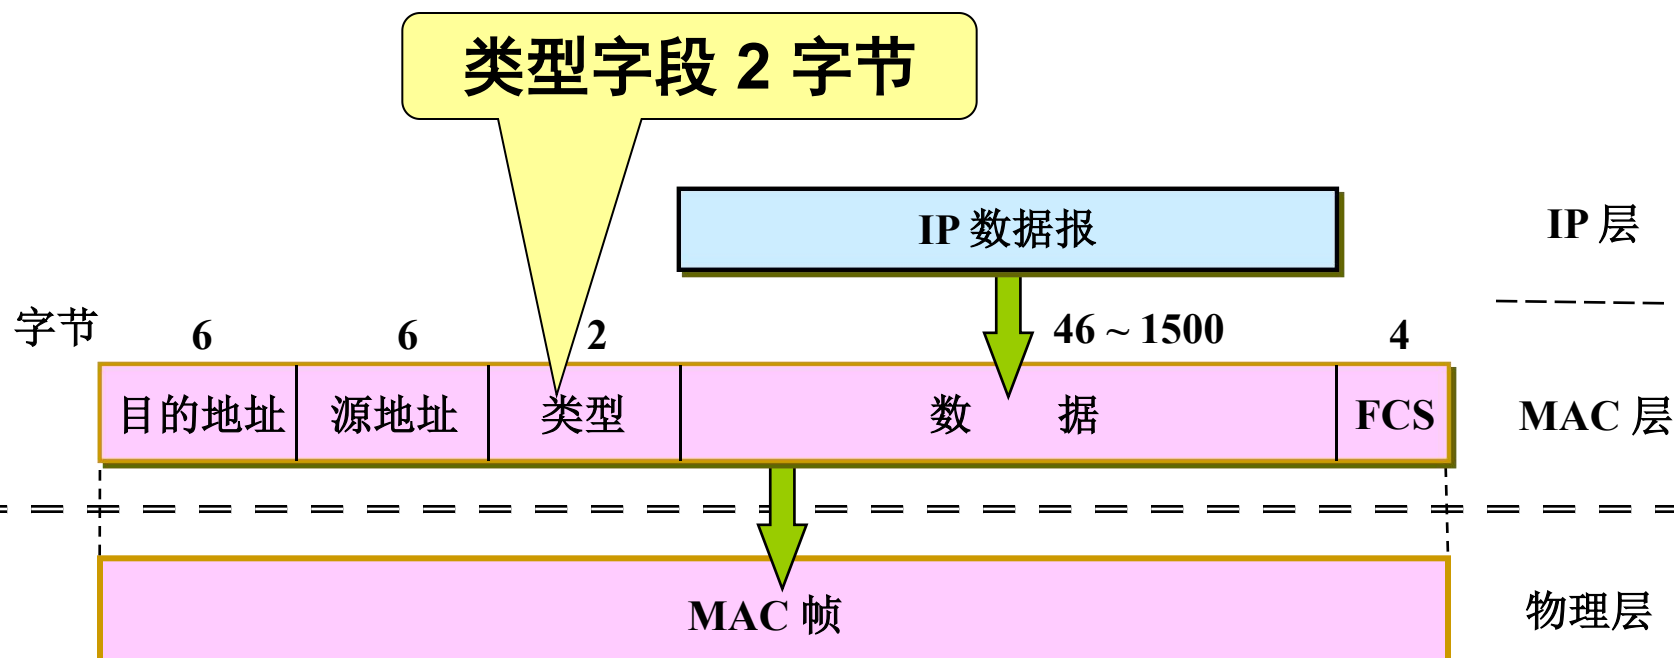 类型字段 2 字节
IP 数据报
IP 层
字节
6
6
2
46 ~ 1500
4
目的地址
源地址
类型
数 据
FCS
MAC 层
MAC 帧
物理层